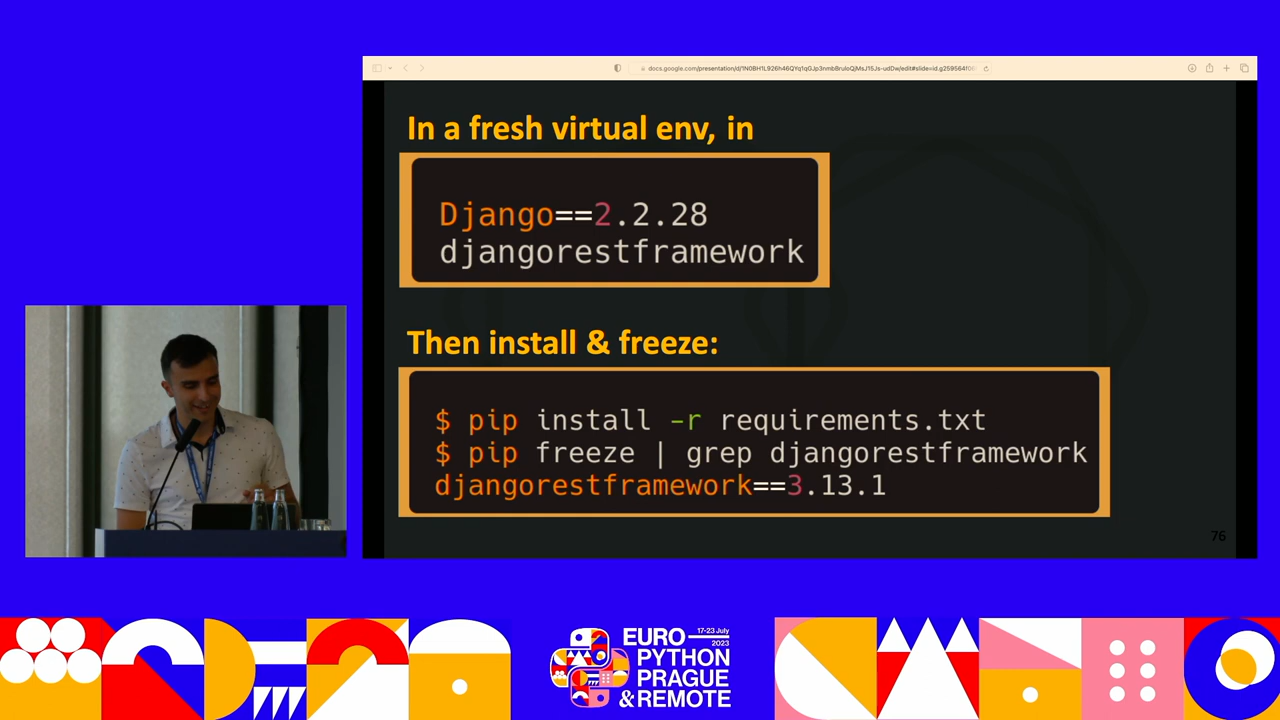 In a fresh virtual env, in
Django==2.2.28
djangorestframework
Then install & freeze:
$ pip install -r requirements.txt
$ pip freeze | grep djangorestframework
djangorestframework==3.13.1
76
17-23 July
2023
EURO
PYTHON
PRAGUE
& REMOTE